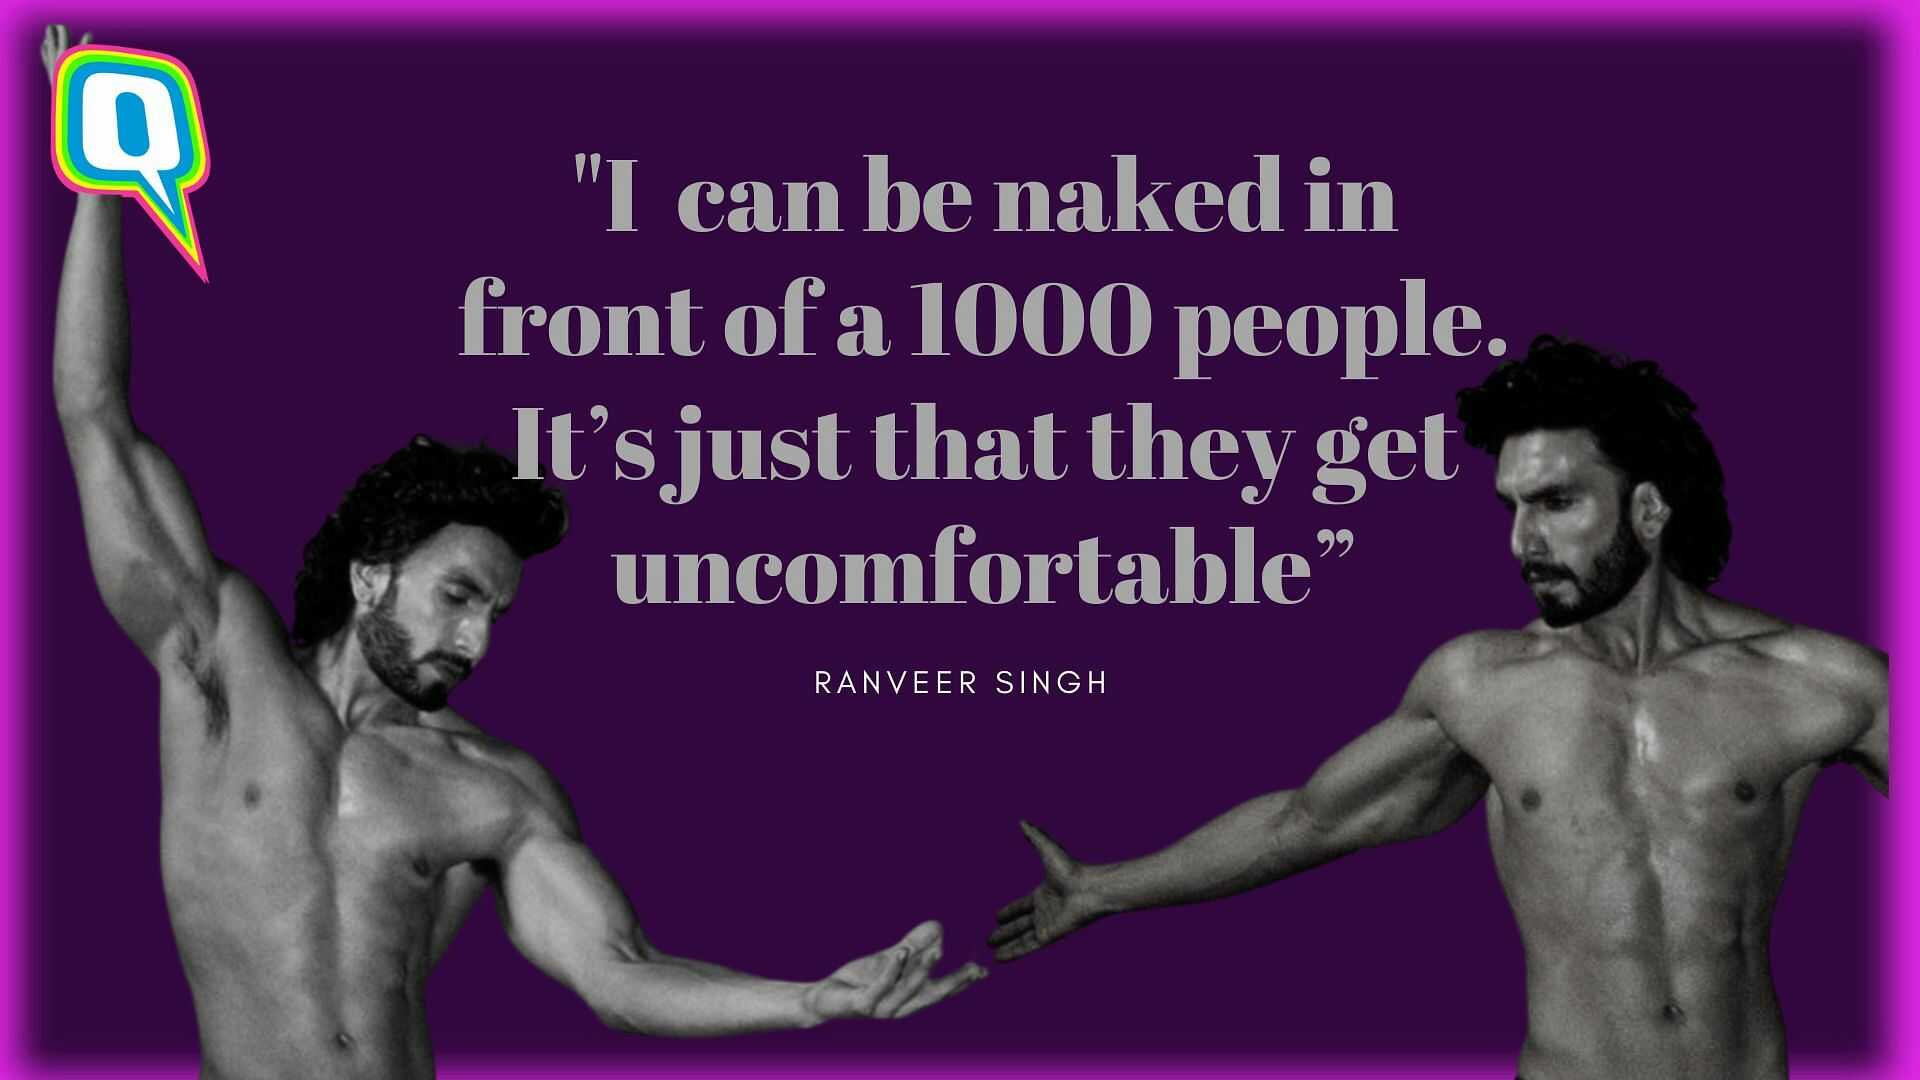 Q
"I can be naked in
front of a 1000 people.
It’s just that they get
uncomfortable”
RANVEER SINGH